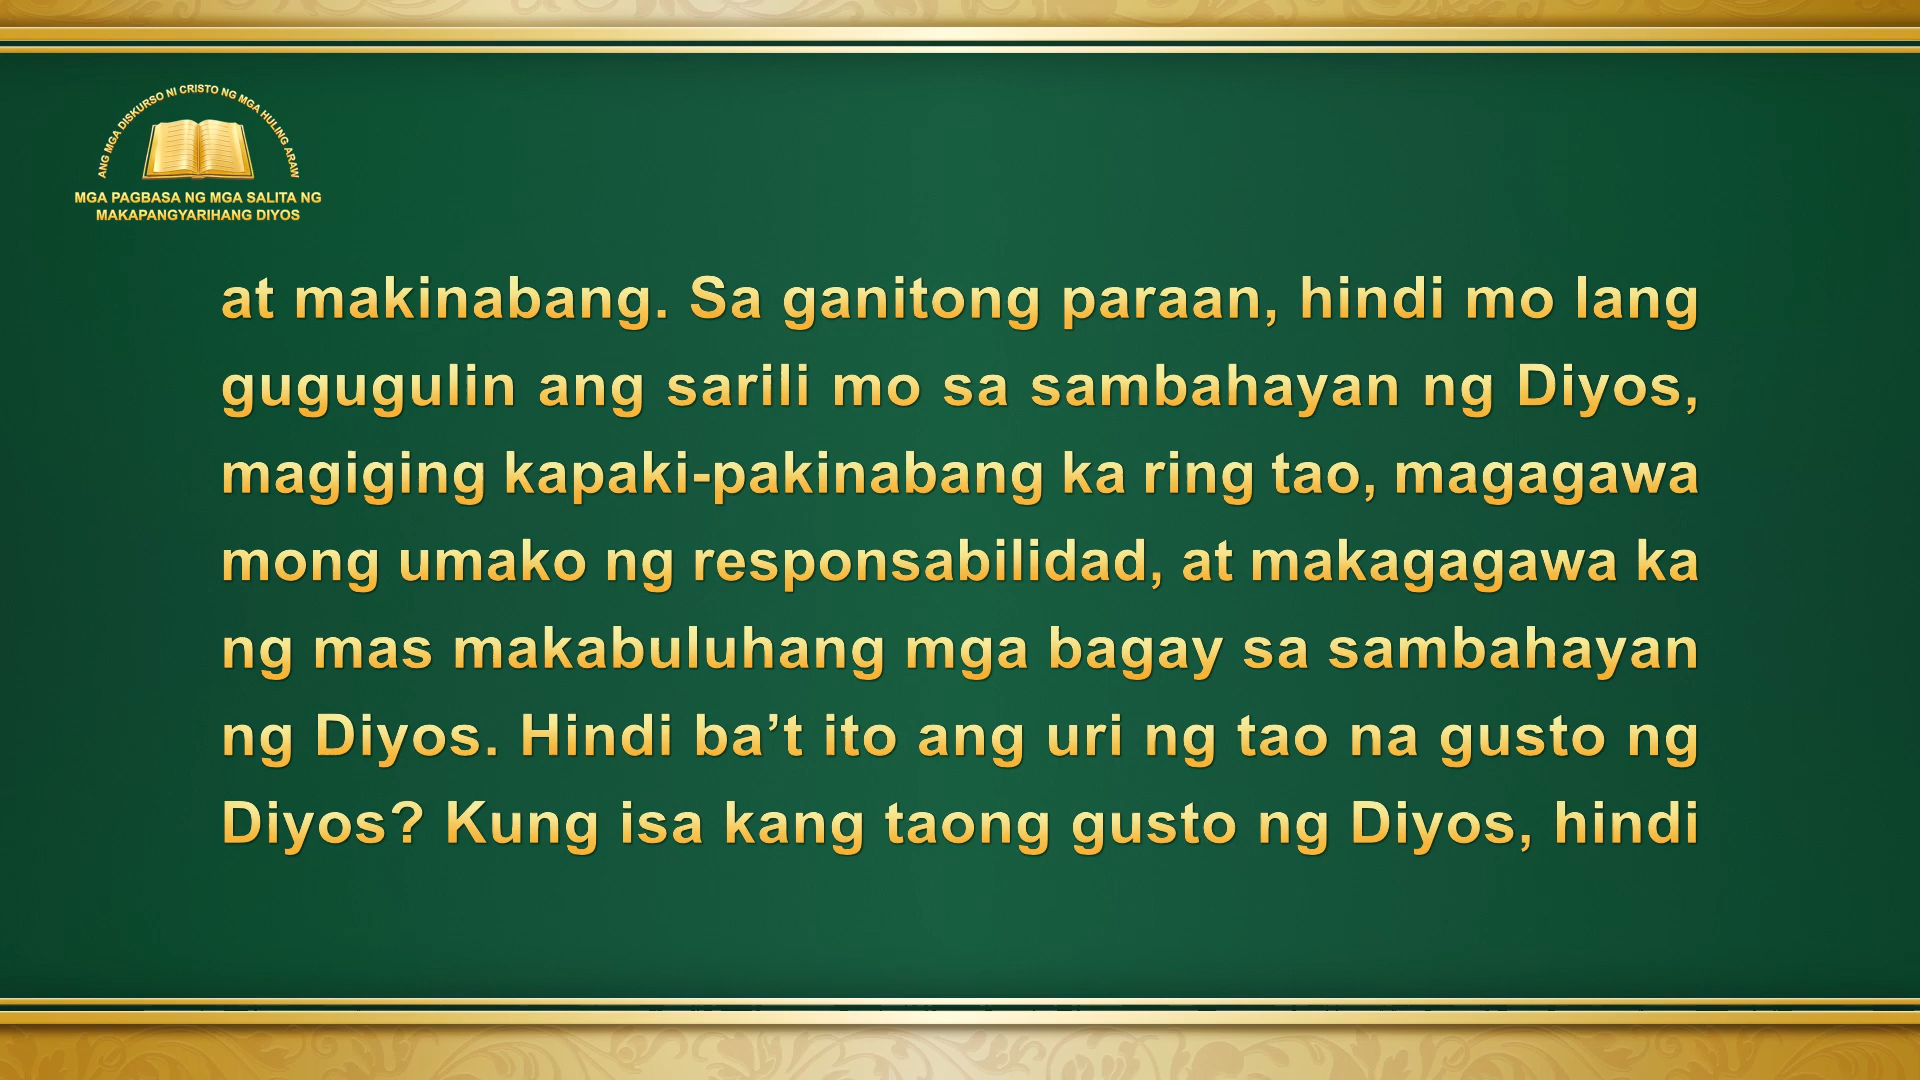 ANG MGA DISKURSO NI CRISTO NG MGA HULING ARAW
MGA PAGBASA NG MGA SALITA NG
MAKAPANGYARIHANG DIYOS
at makinabang. Sa ganitong paraan, hindi mo lang
gugugulin ang sarili mo sa sambahayan ng Diyos,
magiging kapaki-pakinabang ka ring tao, magagawa
mong umako ng responsabilidad, at makagagawa ka
ng mas makabuluhang mga bagay sa sambahayan
ng Diyos. Hindi ba’t ito ang uri ng tao na gusto ng
Diyos? Kung isa kang taong gusto ng Diyos, hindi